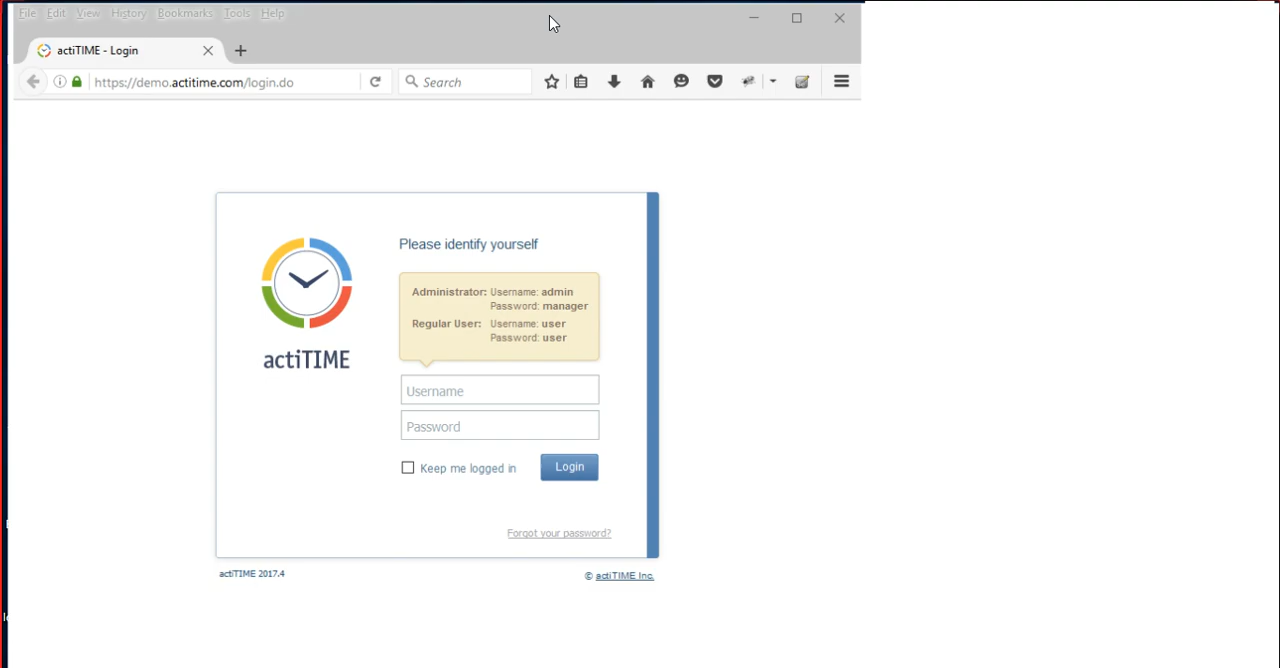 File Edit View History Bookmarks Tools Help
actiTIME - Login
https://demo.actitime.com/login.do
Search
Please identify yourself
Administrator: Username: admin
Password: manager
Regular User: Username: user
Password: user
actiTIME
Username
Password
Keep me logged in
Login
Forgot your password?
actiTIME 2017.4
© actiTIME Inc.